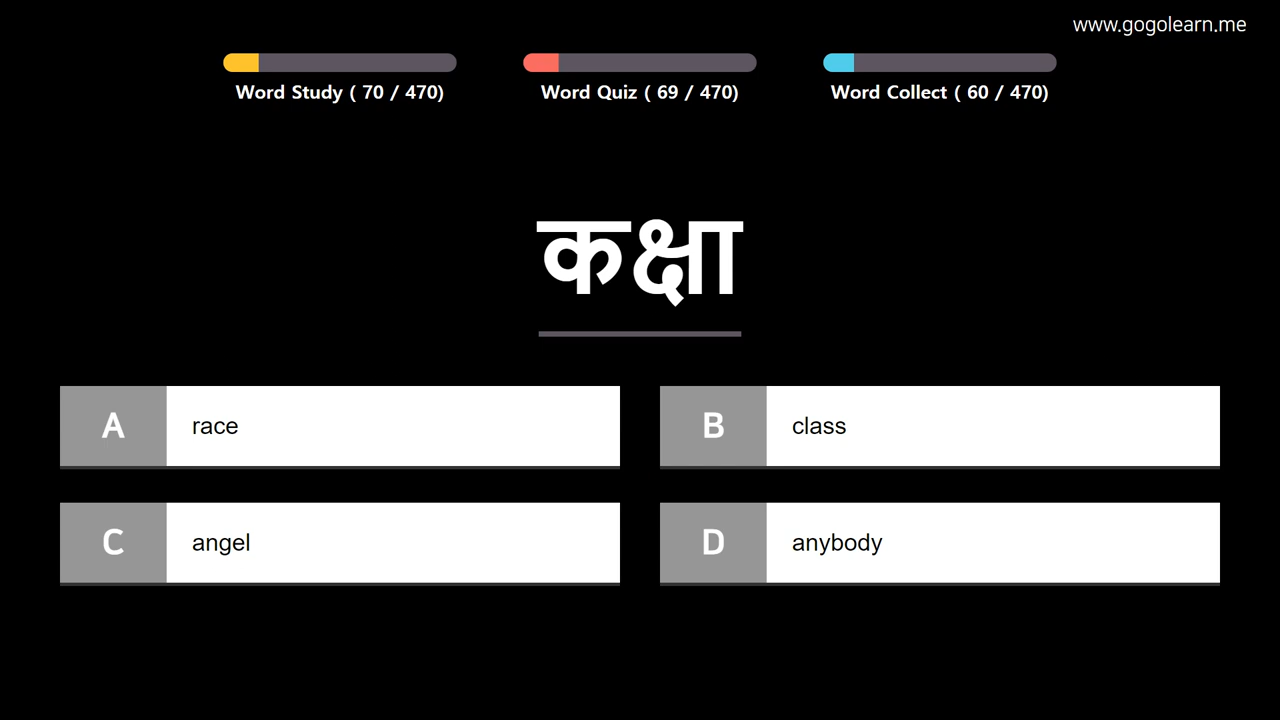 www.gogolearn.me
Word Study ( 70 / 470)
Word Quiz ( 69 / 470)
Word Collect ( 60 / 470)
कक्षा
A race
B class
C angel
D anybody